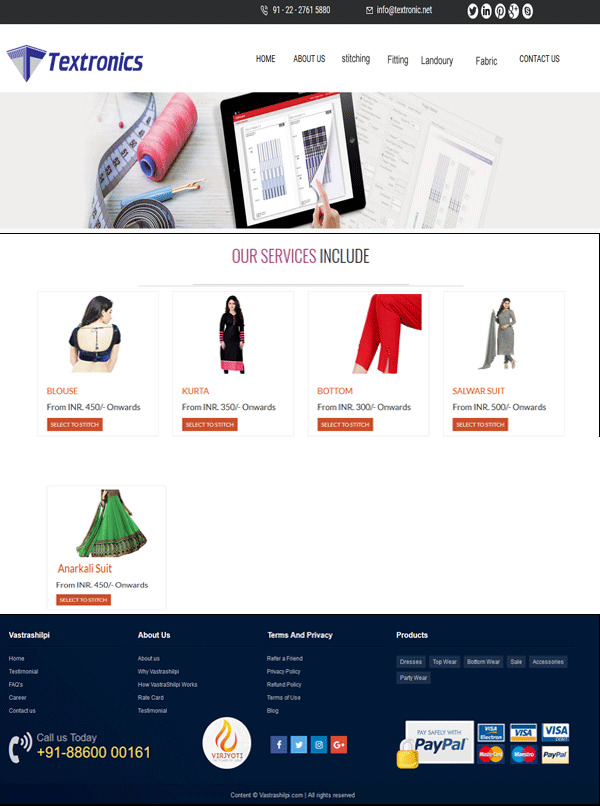 91 - 22 - 2761 5880 info@textronic.net
Textronics
HOME ABOUT US stitching Fitting Landoury Fabric CONTACT US
OUR SERVICES INCLUDE
BLOUSE KURTA BOTTOM SALWAR SUIT
From INR. 450/- Onwards From INR. 350/- Onwards From INR. 300/- Onwards From INR. 500/- Onwards
SELECT TO STITCH SELECT TO STITCH SELECT TO STITCH SELECT TO STITCH
Anarkali Suit
From INR. 450/- Onwards
SELECT TO STITCH
Vastrashilpi About Us Terms And Privacy Products
Home About us Refer a Friend Dresses Top Wear Bottom Wear Sale Accessories
Testimonial Why Vastrashilpi Privacy Policy Party Wear
FAQ's How VastraShilpi Works Refund Policy
Career Rate Card Terms of Use
Contact us Testimonial Blog
Call us Today
+91-88600 00161
VIRJYOTI
PAY SAFELY WITH
PayPal
VISA Electron VISA VISA DEBIT
MasterCard Maestro PayPal
Content © Vastrashilpi.com | All rights reserved